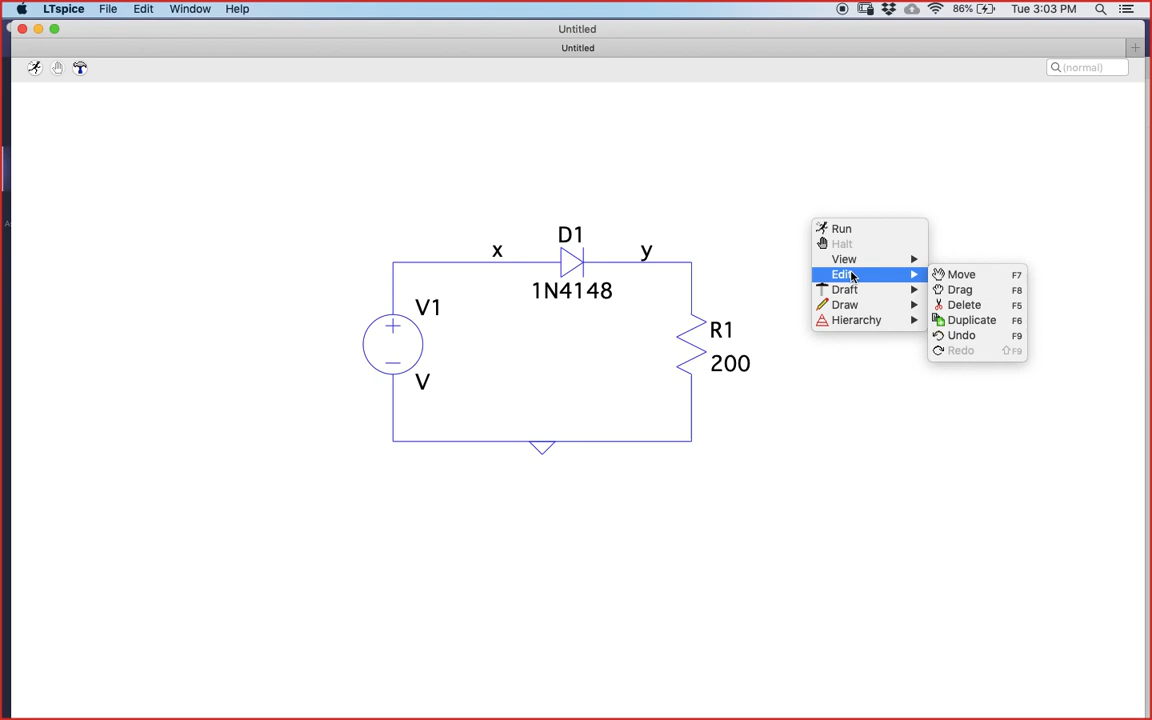 LTspice File Edit Window Help 86% Tue 3:03 PM
Untitled
Untitled
(normal)
D1
x y
1N4148
V1
R1
200
V
Run
Halt
View
Edit
Draft
Draw
Hierarchy
Move F7
Drag F8
Delete F5
Duplicate F6
Undo F9
Redo ⇧F9